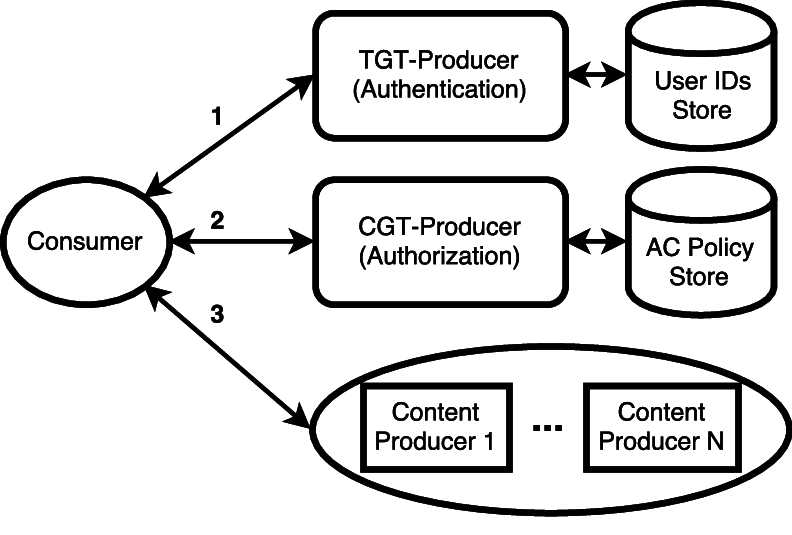 TGT-Producer
(Authentication)
User IDs
Store
1
Consumer
2
CGT-Producer
(Authorization)
AC Policy
Store
3
Content
Producer 1
...
Content
Producer N